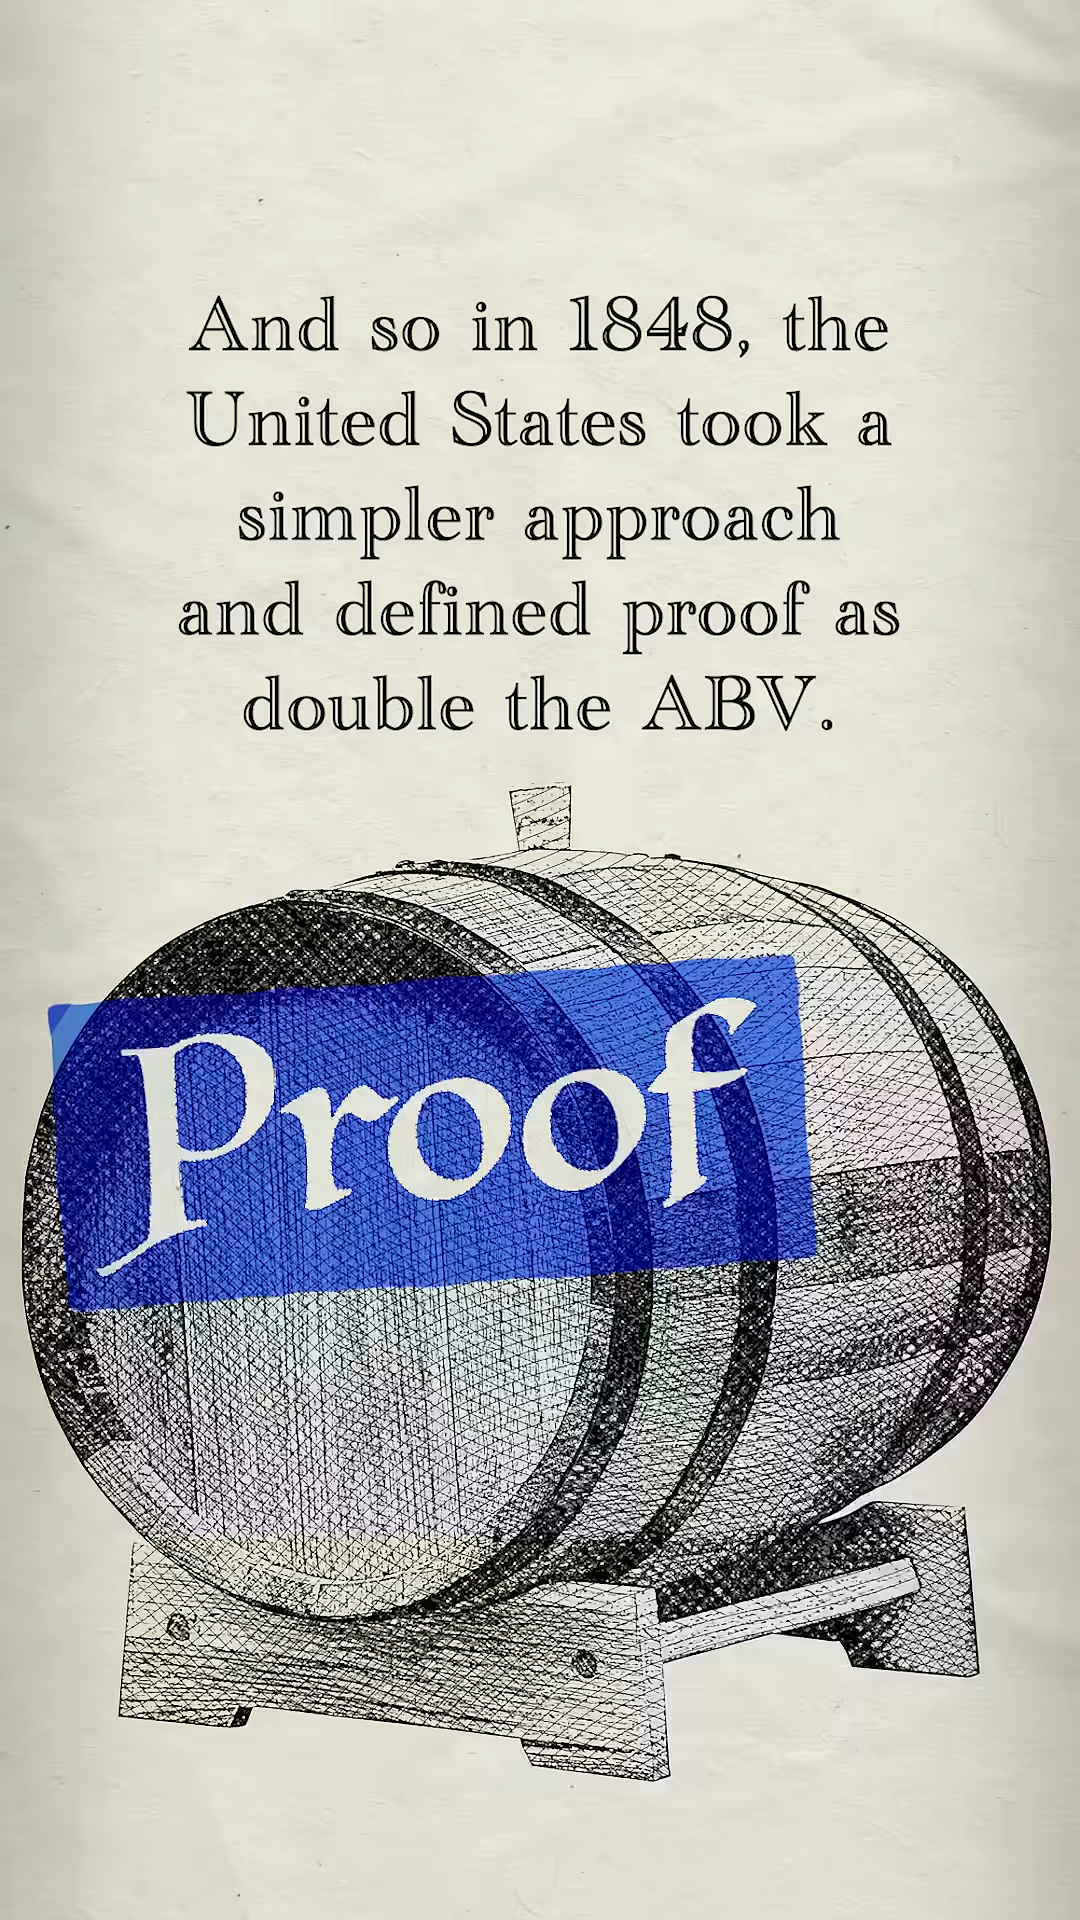 And so in 1848, the
United States took a
simpler approach
and defined proof as
double the ABV.
Proof